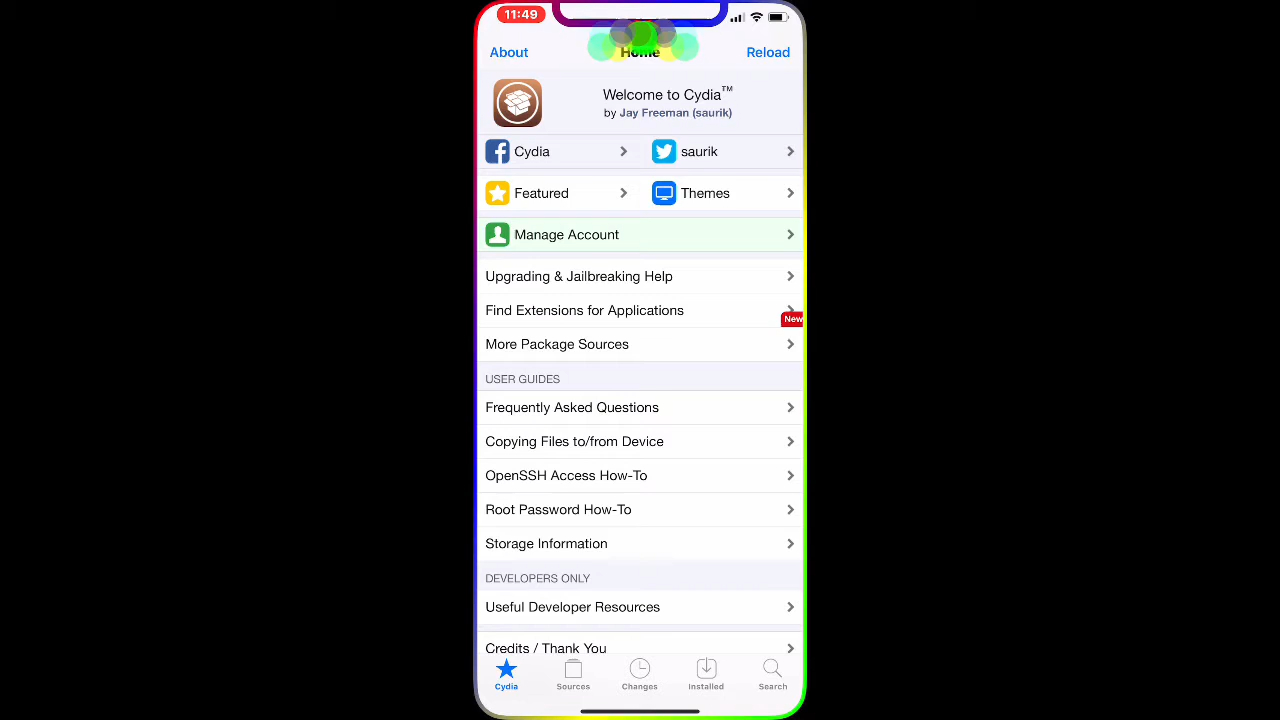 11:49
About
Home
Reload
Welcome to Cydia™
by Jay Freeman (saurik)
Cydia
saurik
Featured
Themes
Manage Account
Upgrading & Jailbreaking Help
Find Extensions for Applications
New
More Package Sources
USER GUIDES
Frequently Asked Questions
Copying Files to/from Device
OpenSSH Access How-To
Root Password How-To
Storage Information
DEVELOPERS ONLY
Useful Developer Resources
Credits / Thank You
Cydia
Sources
Changes
Installed
Search